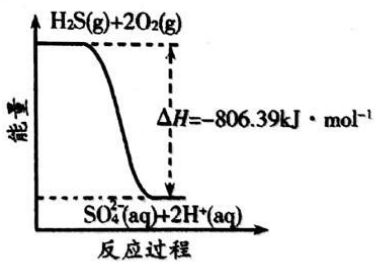 H₂S(g)+2O₂(g)
能量
ΔH=-806.39kJ·mol⁻¹
SO₄²⁻(aq)+2H⁺(aq)
反应过程